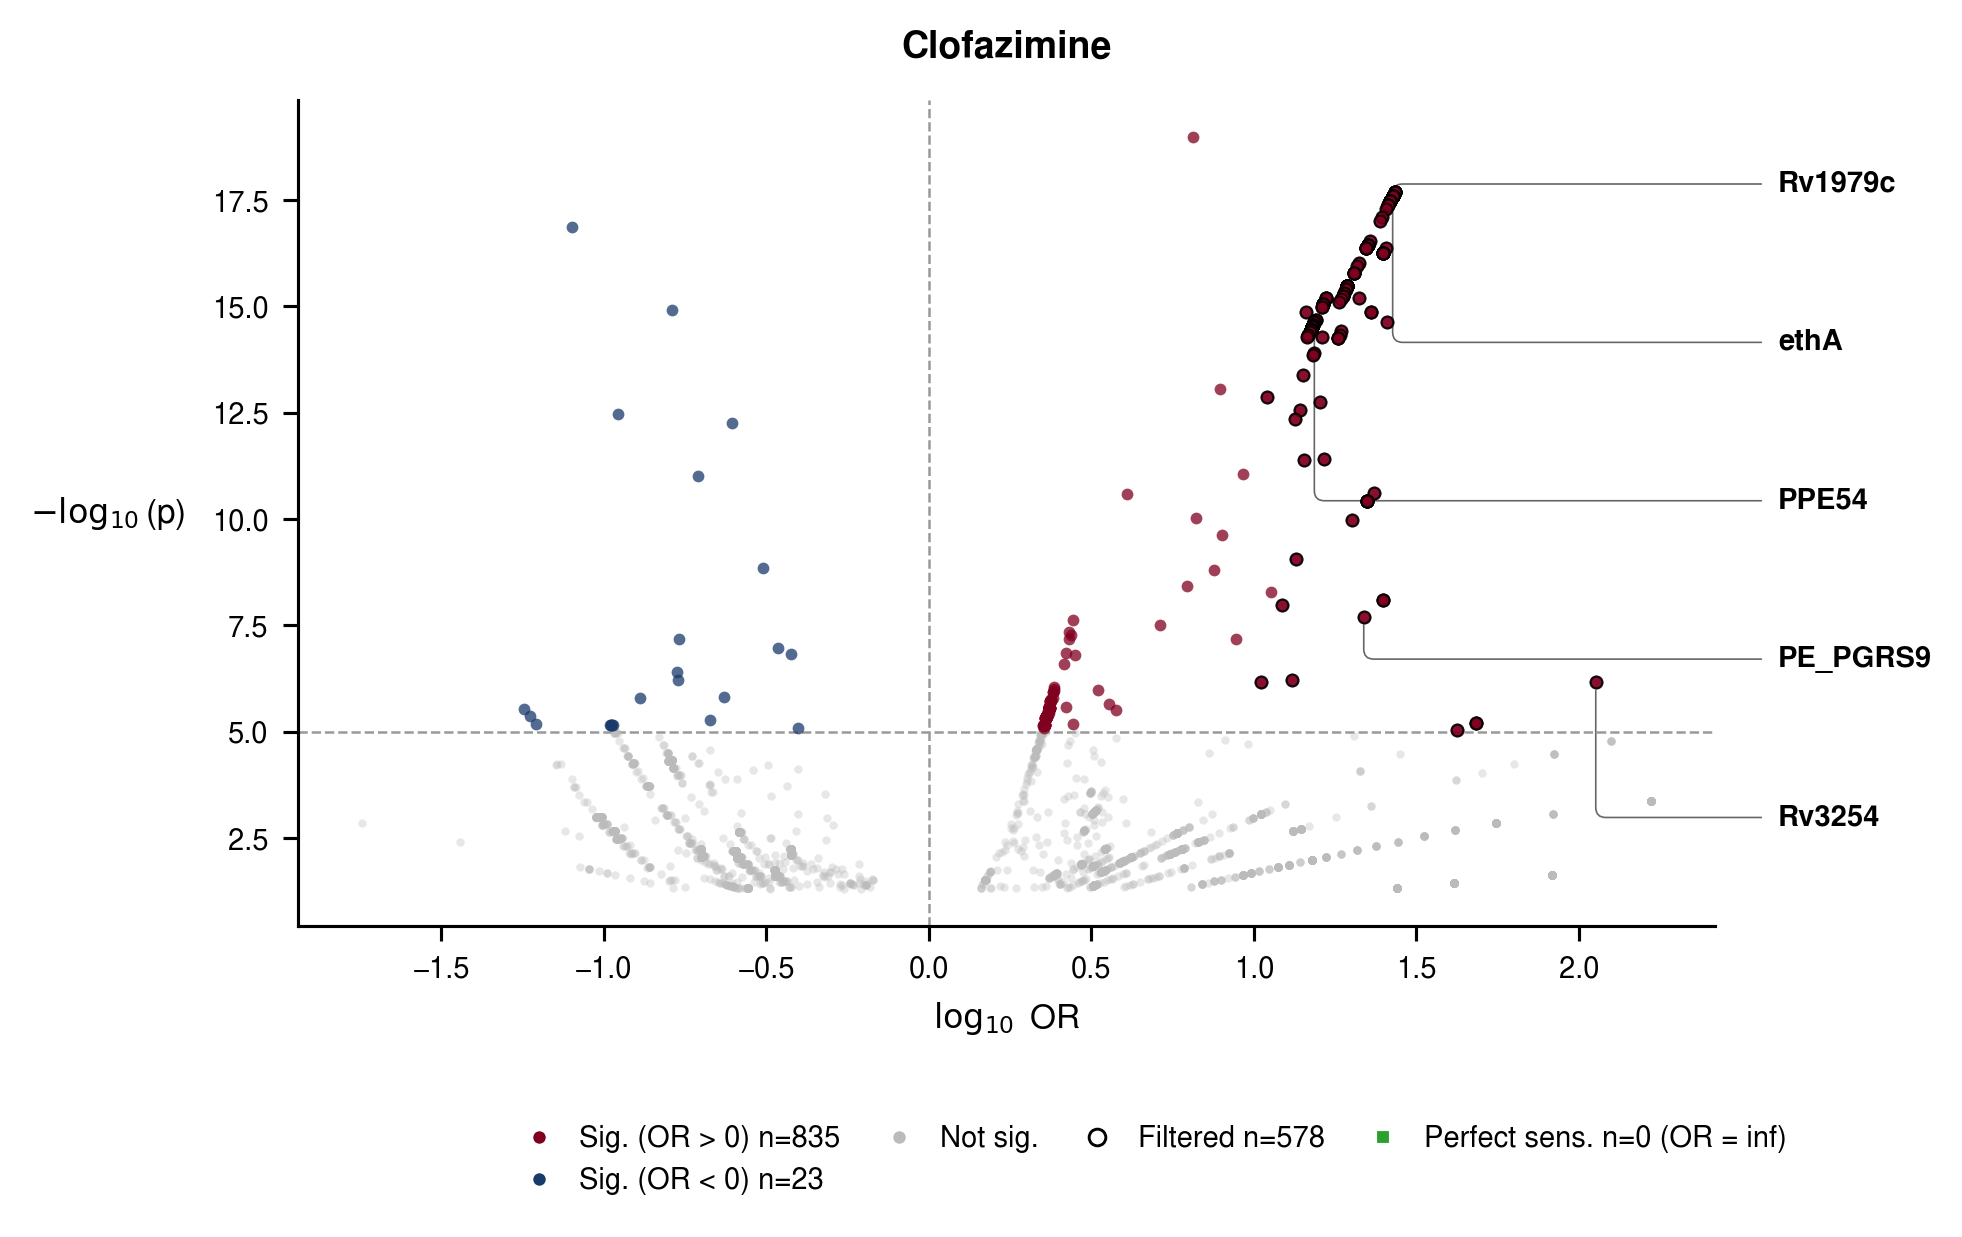 Clofazimine
17.5
15.0
12.5
10.0
7.5
5.0
2.5
−log10 (p)
Rv1979c
ethA
PPE54
PE_PGRS9
Rv3254
−1.5 −1.0 −0.5 0.0 0.5 1.0 1.5 2.0
log10 OR
Sig. (OR > 0) n=835 Not sig. Filtered n=578 Perfect sens. n=0 (OR = inf)
Sig. (OR < 0) n=23